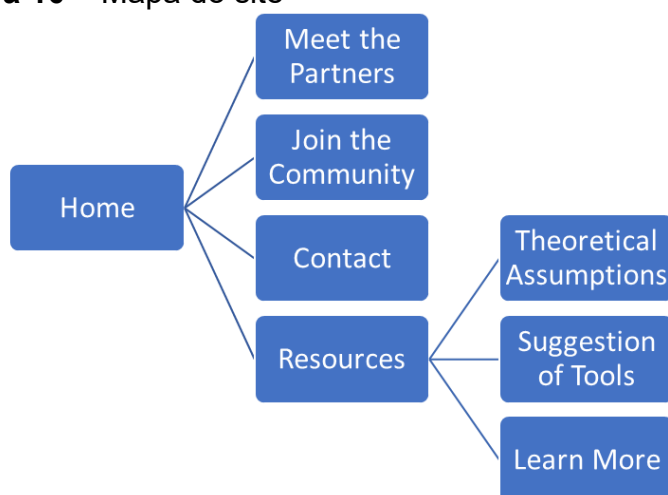 Mapa do site
Meet the
Partners
Join the
Community
Home
Contact
Theoretical
Assumptions
Resources
Suggestion
of Tools
Learn More